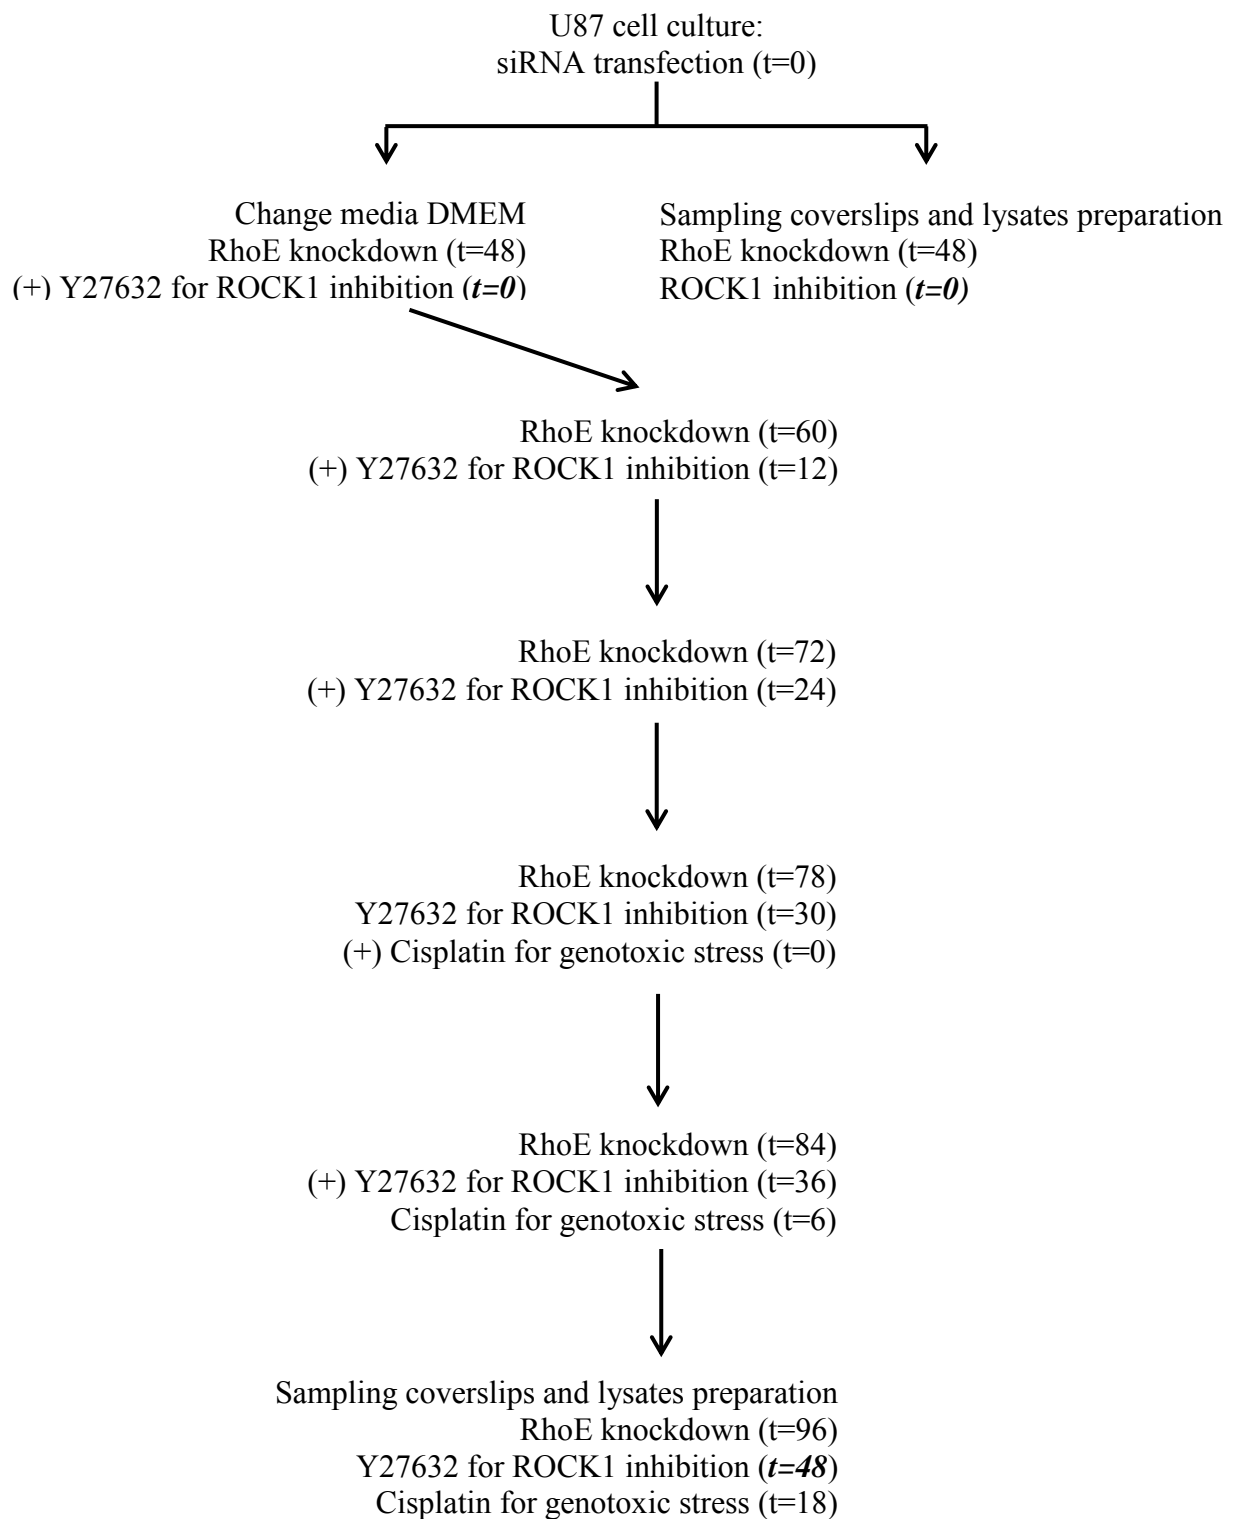 U87 cell culture:
siRNA transfection (t=0)
Change media DMEM
RhoE knockdown (t=48)
(+) Y27632 for ROCK1 inhibition (t=0)
Sampling coverslips and lysates preparation
RhoE knockdown (t=48)
ROCK1 inhibition (t=0)
RhoE knockdown (t=60)
(+) Y27632 for ROCK1 inhibition (t=12)
RhoE knockdown (t=72)
(+) Y27632 for ROCK1 inhibition (t=24)
RhoE knockdown (t=78)
Y27632 for ROCK1 inhibition (t=30)
(+) Cisplatin for genotoxic stress (t=0)
RhoE knockdown (t=84)
(+) Y27632 for ROCK1 inhibition (t=36)
Cisplatin for genotoxic stress (t=6)
Sampling coverslips and lysates preparation
RhoE knockdown (t=96)
Y27632 for ROCK1 inhibition (t=48)
Cisplatin for genotoxic stress (t=18)